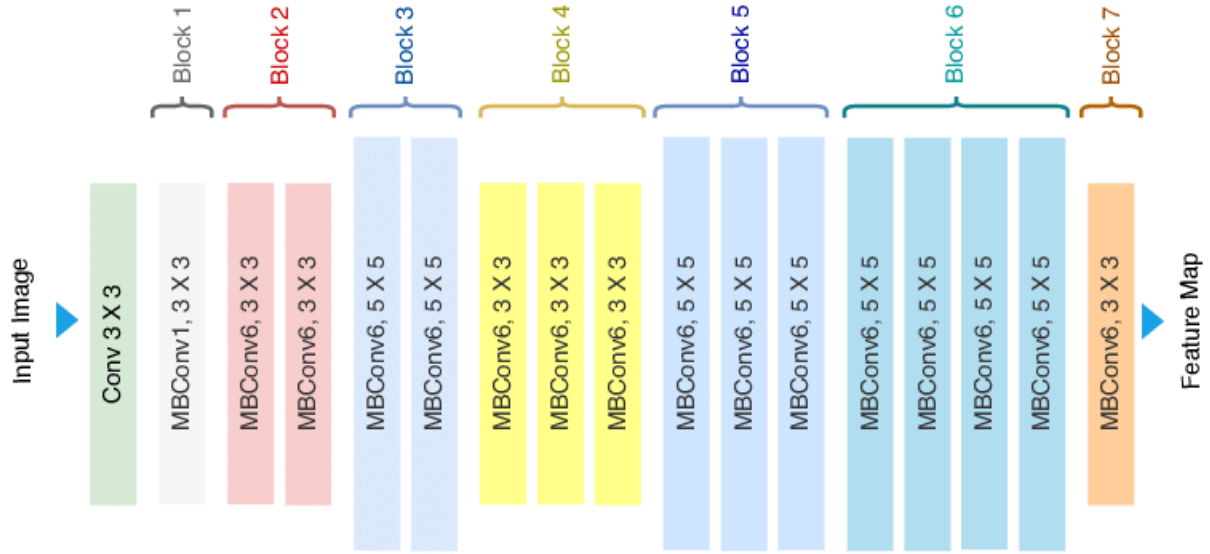 Input Image
Conv 3 X 3
Block 1
MBConv1, 3 X 3
Block 2
MBConv6, 3 X 3
MBConv6, 3 X 3
Block 3
MBConv6, 5 X 5
MBConv6, 5 X 5
Block 4
MBConv6, 3 X 3
MBConv6, 3 X 3
MBConv6, 3 X 3
Block 5
MBConv6, 5 X 5
MBConv6, 5 X 5
MBConv6, 5 X 5
Block 6
MBConv6, 5 X 5
MBConv6, 5 X 5
MBConv6, 5 X 5
MBConv6, 5 X 5
Block 7
MBConv6, 3 X 3
Feature Map